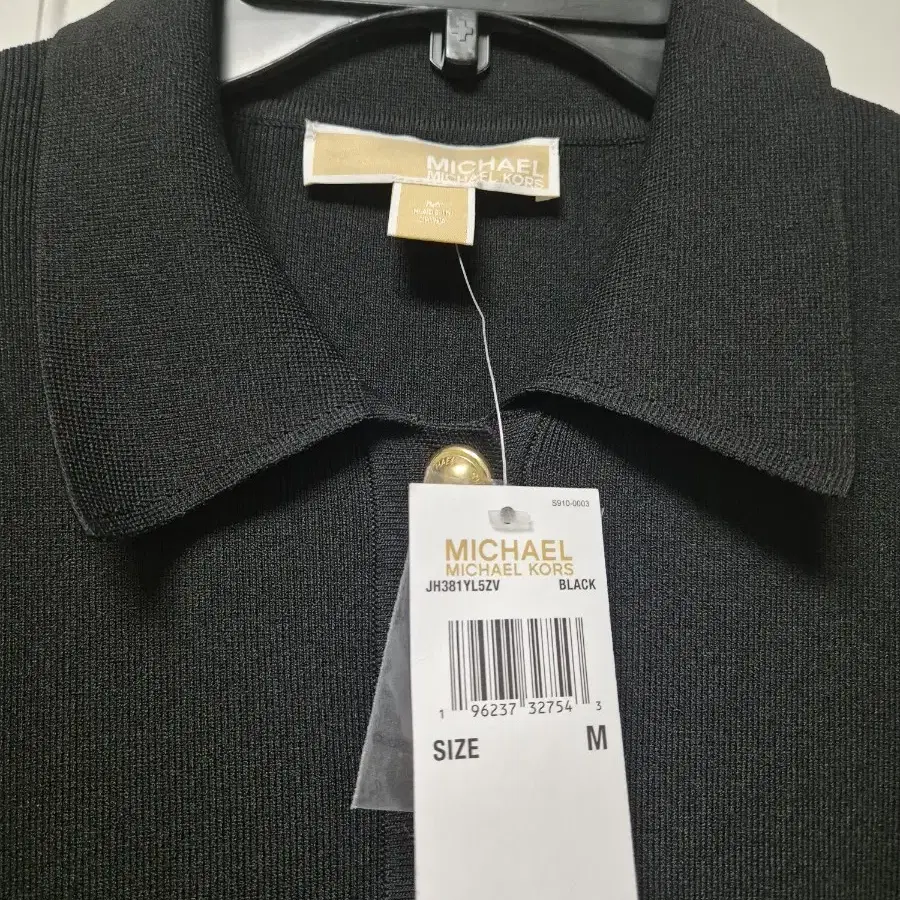 MICHAEL
MICHAEL KORS
S910-0003
MICHAEL
MICHAEL KORS
JH381YL5ZV BLACK
1 96237 32754 3
SIZE M